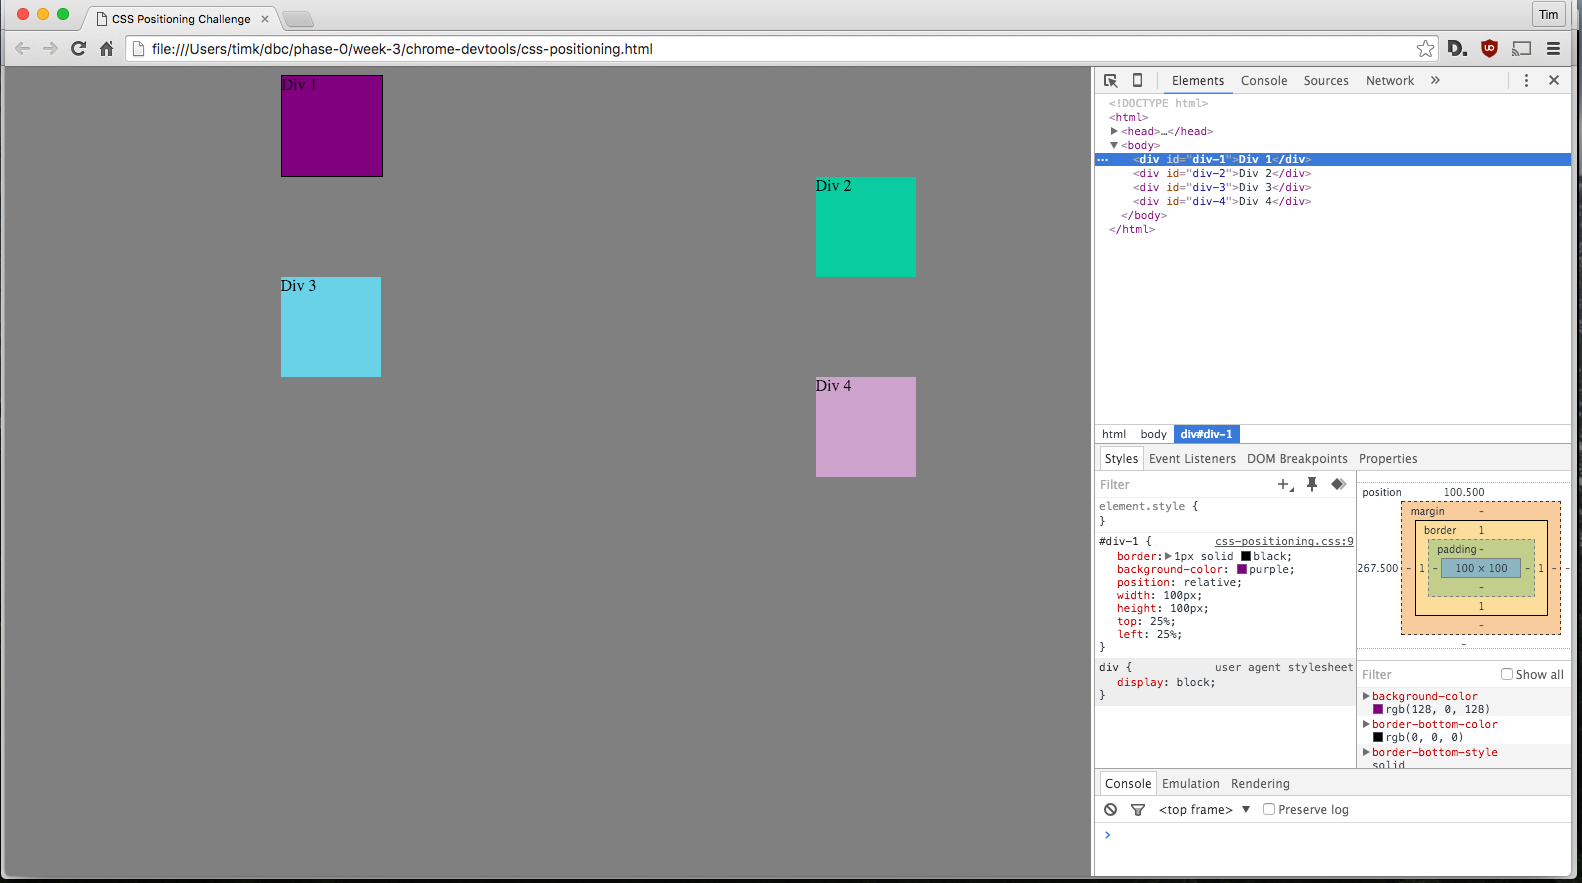 CSS Positioning Challenge
Tim
file:///Users/timk/dbc/phase-0/week-3/chrome-devtools/css-positioning.html
Div 1
Div 2
Div 3
Div 4
Elements Console Sources Network »
<!DOCTYPE html>
<html>
<head>…</head>
<body>
<div id="div-1">Div 1</div>
<div id="div-2">Div 2</div>
<div id="div-3">Div 3</div>
<div id="div-4">Div 4</div>
</body>
</html>
html body div#div-1
Styles Event Listeners DOM Breakpoints Properties
Filter
element.style {
}
#div-1 { css-positioning.css:9
border: 1px solid black;
background-color: purple;
position: relative;
width: 100px;
height: 100px;
top: 25%;
left: 25%;
}
div { user agent stylesheet
display: block;
}
position 100.500
margin -
border 1
padding -
267.500 - 1 - 100 × 100 - 1 - -
-
1
-
-
Filter Show all
background-color
rgb(128, 0, 128)
border-bottom-color
rgb(0, 0, 0)
border-bottom-style
solid
Console Emulation Rendering
<top frame> ▼ Preserve log
>